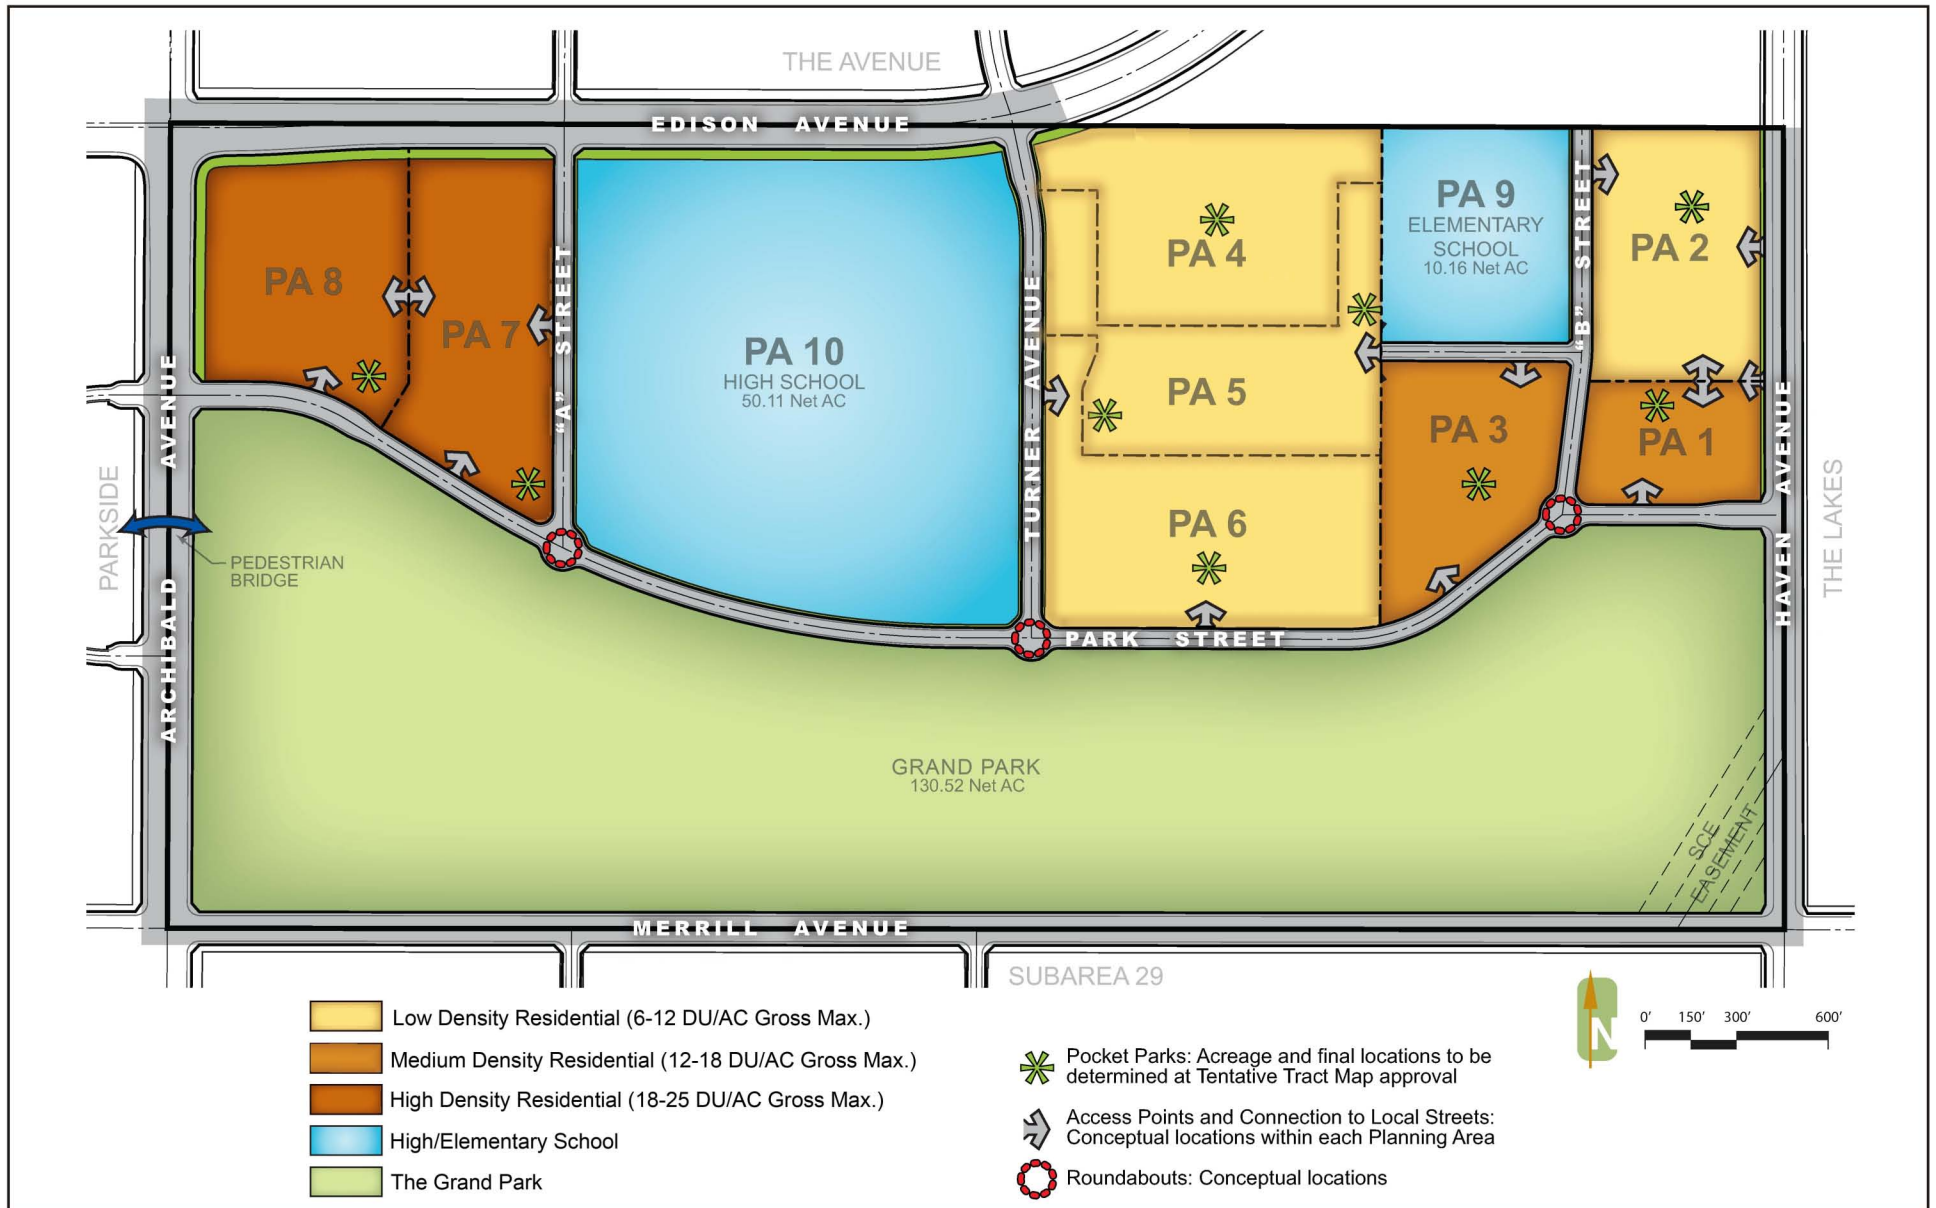 THE AVENUE
EDISON AVENUE
PA 8
PA 7
"A" STREET
PA 10
HIGH SCHOOL
50.11 Net AC
TURNER AVENUE
PA 4
PA 5
PA 6
PA 9
ELEMENTARY
SCHOOL
10.16 Net AC
"B" STREET
PA 2
PA 3
PA 1
PARKSIDE
ARCHIBALD AVENUE
PEDESTRIAN
BRIDGE
PARK STREET
HAVEN AVENUE
THE LAKES
GRAND PARK
130.52 Net AC
SCE
EASEMENT
MERRILL AVENUE
SUBAREA 29
Low Density Residential (6-12 DU/AC Gross Max.)
Medium Density Residential (12-18 DU/AC Gross Max.)
High Density Residential (18-25 DU/AC Gross Max.)
High/Elementary School
The Grand Park
Pocket Parks: Acreage and final locations to be
determined at Tentative Tract Map approval
Access Points and Connection to Local Streets:
Conceptual locations within each Planning Area
Roundabouts: Conceptual locations
N
0' 150' 300' 600'